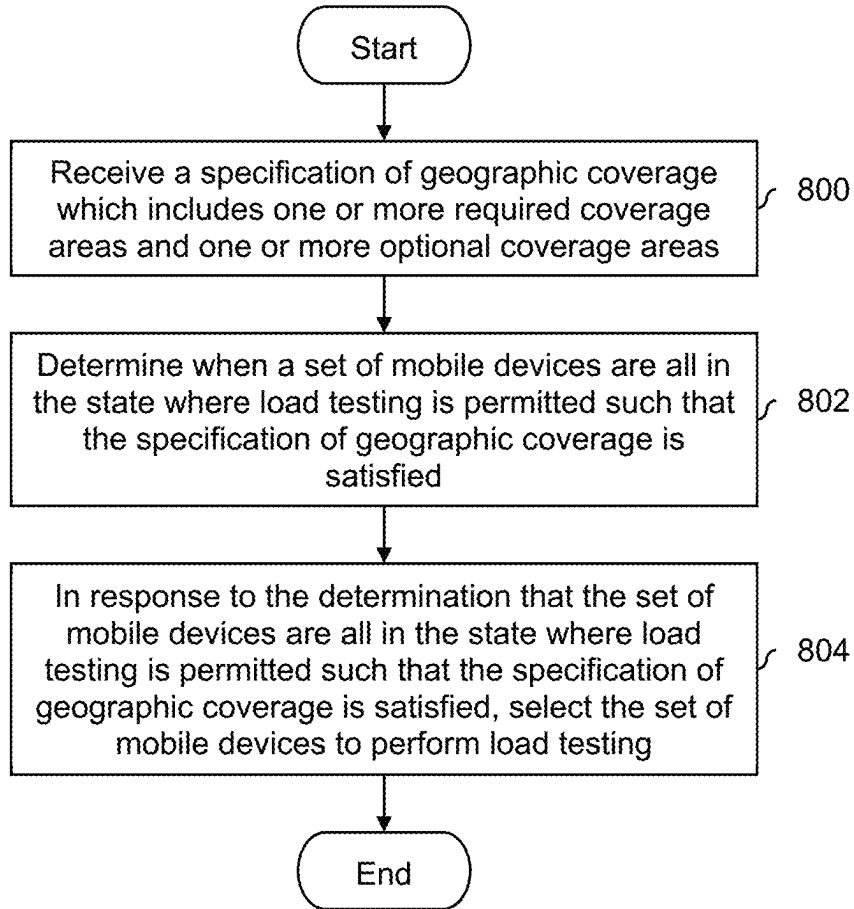 Start
Receive a specification of geographic coverage
which includes one or more required coverage
areas and one or more optional coverage areas
800
Determine when a set of mobile devices are all in
the state where load testing is permitted such that
the specification of geographic coverage is
satisfied
802
In response to the determination that the set of
mobile devices are all in the state where load
testing is permitted such that the specification of
geographic coverage is satisfied, select the set of
mobile devices to perform load testing
804
End